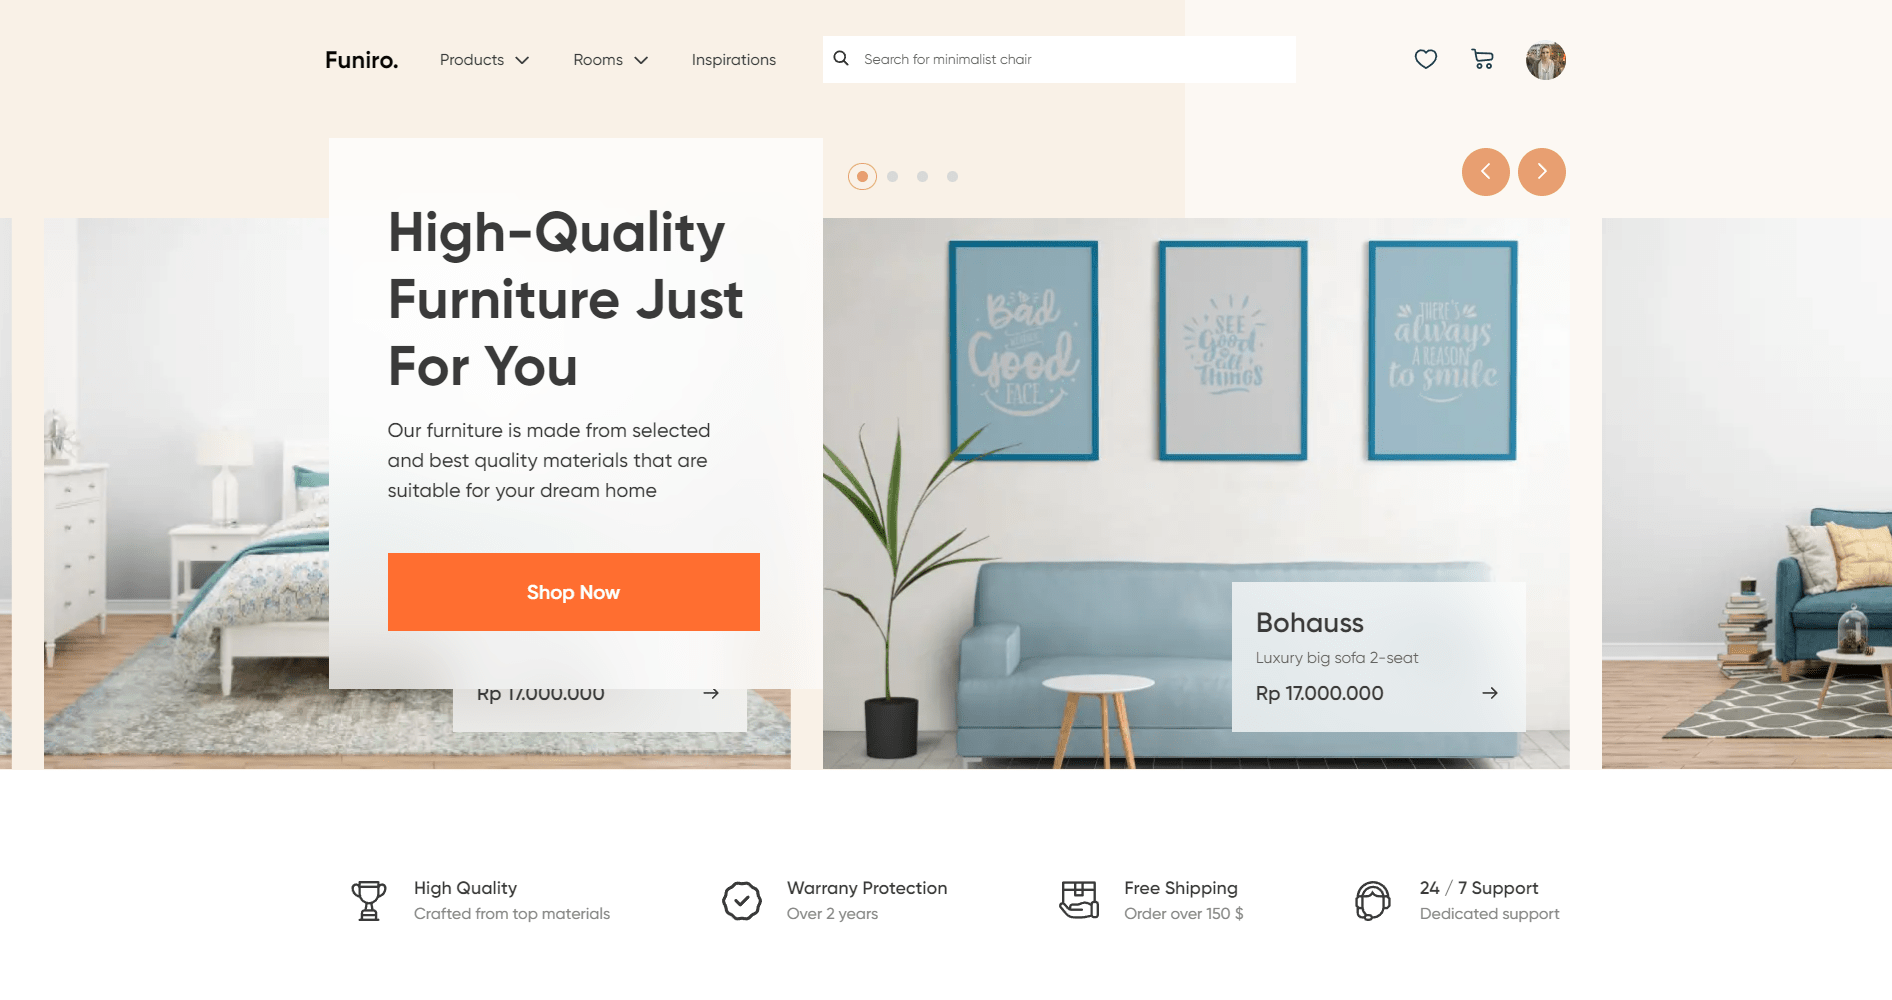 Funiro.
Products
Rooms
Inspirations
Search for minimalist chair
High-Quality
Furniture Just
For You
Our furniture is made from selected
and best quality materials that are
suitable for your dream home
Shop Now
Rp 17.000.000
Bad
Good
FACE
SEE
Good
all
THINGS
THERE'S
always
A REASON
to smile
Bohauss
Luxury big sofa 2-seat
Rp 17.000.000
High Quality
Crafted from top materials
Warrany Protection
Over 2 years
Free Shipping
Order over 150 $
24 / 7 Support
Dedicated support